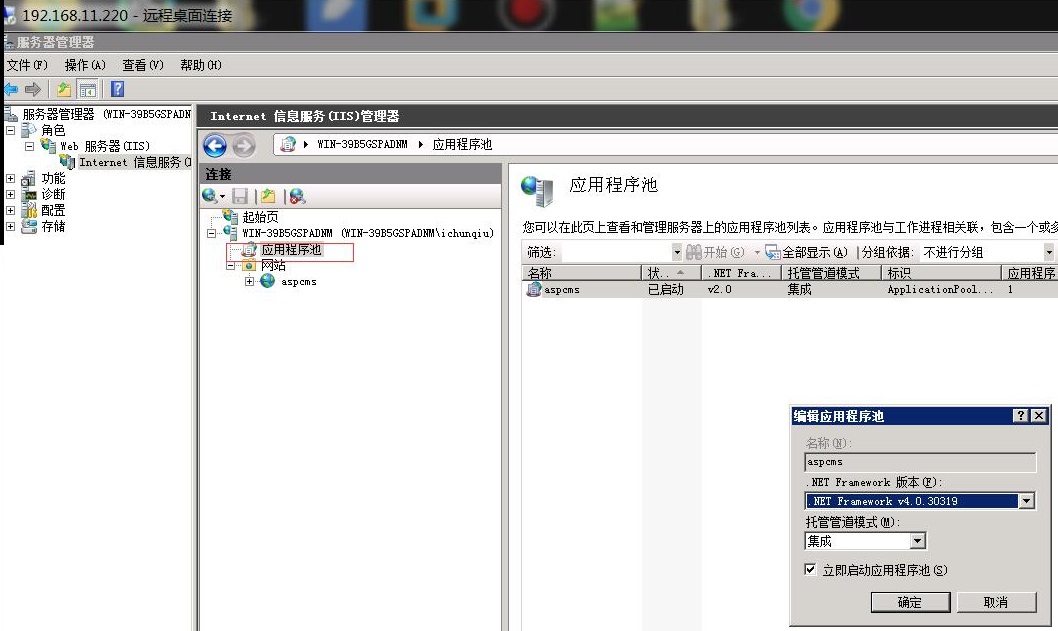 192.168.11.220 - 远程桌面连接
服务器管理器
文件(F) 操作(A) 查看(V) 帮助(H)
服务器管理器 (WIN-39B5GSPADN
角色
Web 服务器(IIS)
Internet 信息服务(I
功能
诊断
配置
存储
Internet 信息服务(IIS)管理器
WIN-39B5GSPADNM 应用程序池
连接
起始页
WIN-39B5GSPADNM (WIN-39B5GSPADNM\ichunqiu)
应用程序池
网站
aspcms
应用程序池
您可以在此页上查看和管理服务器上的应用程序池列表。应用程序池与工作进程相关联，包含一个或多
筛选: 开始(G) 全部显示(A) 分组依据: 不进行分组
名称 状.. .NET Fra... 托管管道模式 标识 应用程序
aspcms 已启动 v2.0 集成 ApplicationPool... 1
编辑应用程序池
名称(N):
aspcms
.NET Framework 版本(F):
.NET Framework v4.0.30319
托管管道模式(M):
集成
立即启动应用程序池(S)
确定 取消